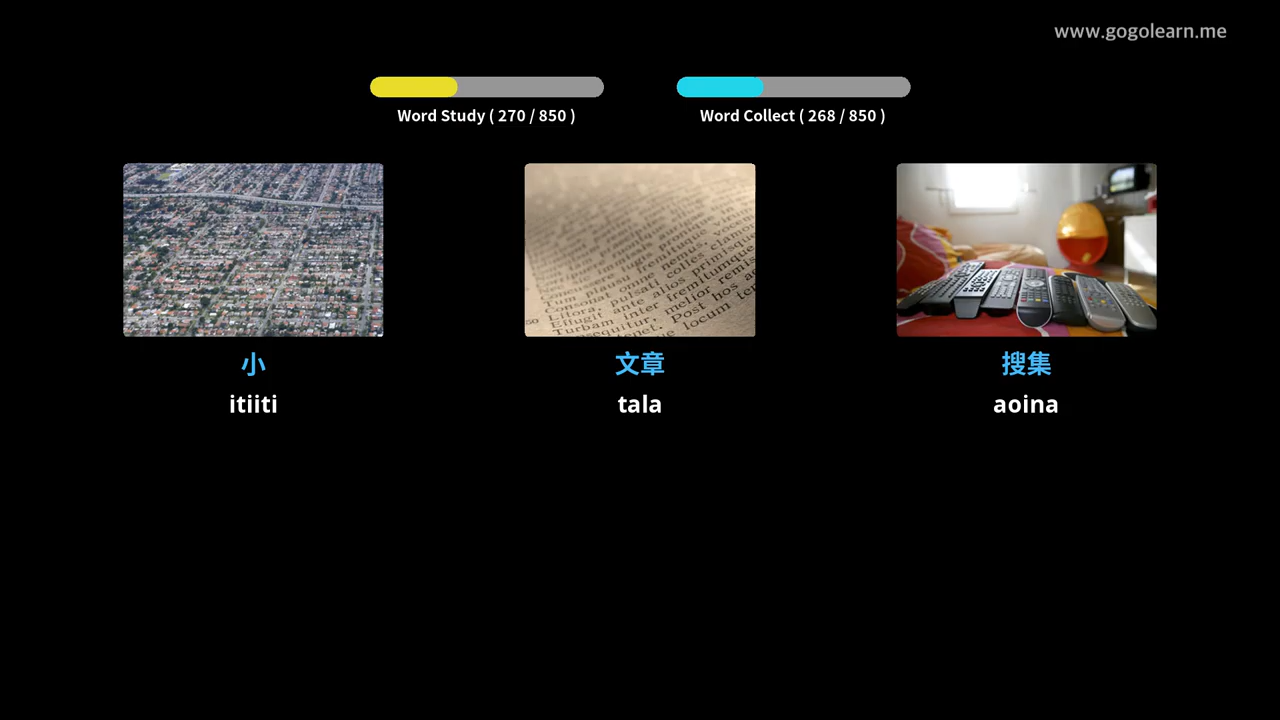 www.gogolearn.me
Word Study ( 270 / 850 )
Word Collect ( 268 / 850 )
小
itiiti
文章
tala
搜集
aoina